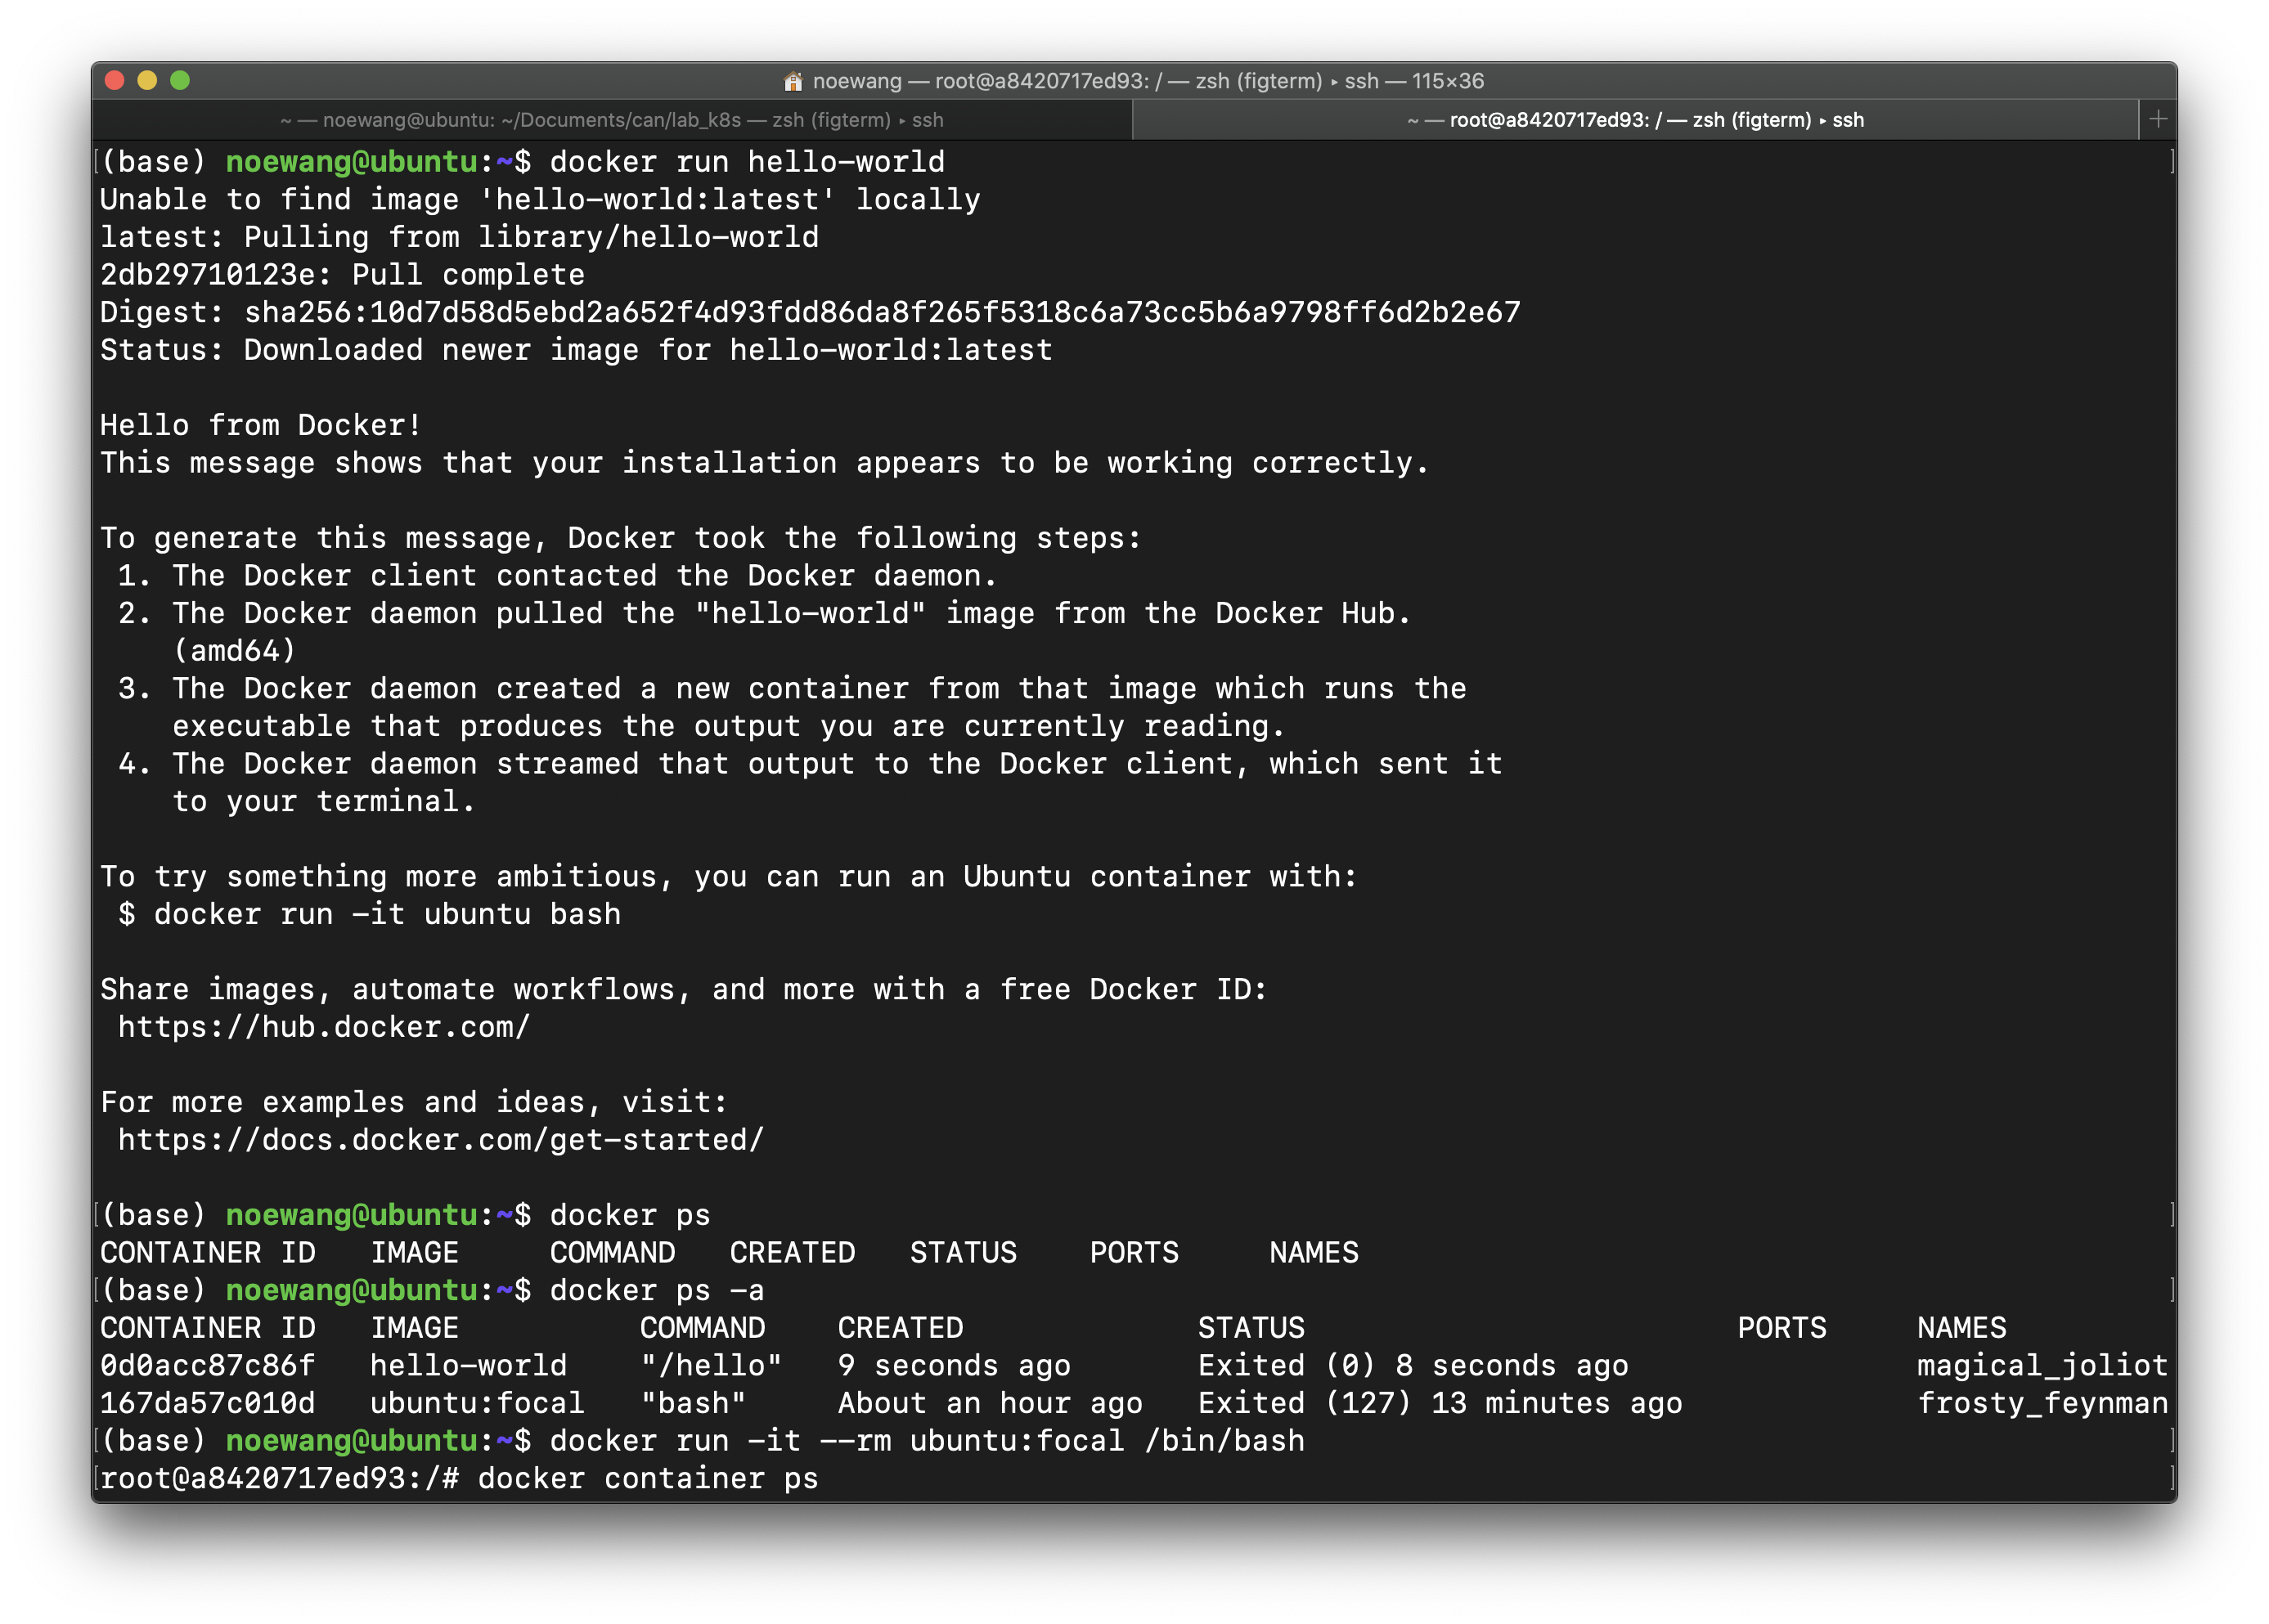 noewang — root@a8420717ed93: / — zsh (figterm) ▸ ssh — 115×36
~ — noewang@ubuntu: ~/Documents/can/lab_k8s — zsh (figterm) ▸ ssh
~ — root@a8420717ed93: / — zsh (figterm) ▸ ssh
+
[(base) noewang@ubuntu:~$ docker run hello-world ]
Unable to find image 'hello-world:latest' locally
latest: Pulling from library/hello-world
2db29710123e: Pull complete
Digest: sha256:10d7d58d5ebd2a652f4d93fdd86da8f265f5318c6a73cc5b6a9798ff6d2b2e67
Status: Downloaded newer image for hello-world:latest
Hello from Docker!
This message shows that your installation appears to be working correctly.
To generate this message, Docker took the following steps:
1. The Docker client contacted the Docker daemon.
2. The Docker daemon pulled the "hello-world" image from the Docker Hub.
(amd64)
3. The Docker daemon created a new container from that image which runs the
executable that produces the output you are currently reading.
4. The Docker daemon streamed that output to the Docker client, which sent it
to your terminal.
To try something more ambitious, you can run an Ubuntu container with:
$ docker run -it ubuntu bash
Share images, automate workflows, and more with a free Docker ID:
https://hub.docker.com/
For more examples and ideas, visit:
https://docs.docker.com/get-started/
[(base) noewang@ubuntu:~$ docker ps ]
CONTAINER ID IMAGE COMMAND CREATED STATUS PORTS NAMES
[(base) noewang@ubuntu:~$ docker ps -a ]
CONTAINER ID IMAGE COMMAND CREATED STATUS PORTS NAMES
0d0acc87c86f hello-world "/hello" 9 seconds ago Exited (0) 8 seconds ago magical_joliot
167da57c010d ubuntu:focal "bash" About an hour ago Exited (127) 13 minutes ago frosty_feynman
[(base) noewang@ubuntu:~$ docker run -it --rm ubuntu:focal /bin/bash ]
[root@a8420717ed93:/# docker container ps ]